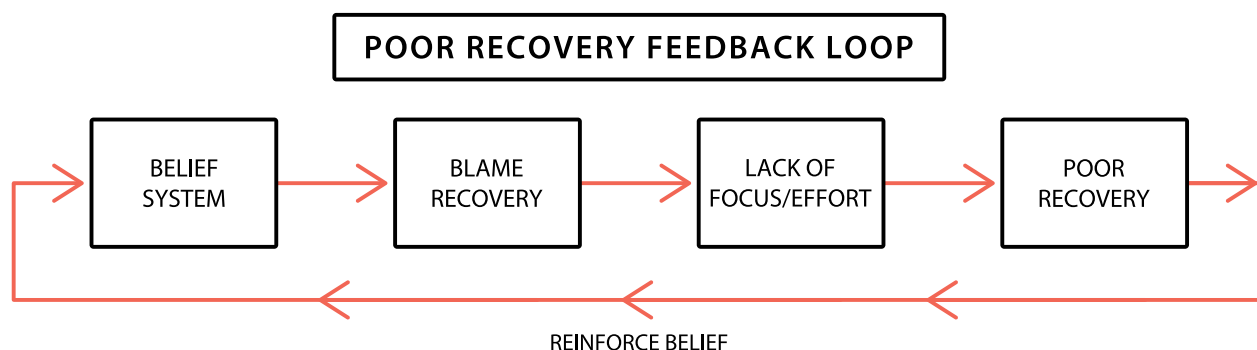 POOR RECOVERY FEEDBACK LOOP
BELIEF
SYSTEM
BLAME
RECOVERY
LACK OF
FOCUS/EFFORT
POOR
RECOVERY
REINFORCE BELIEF